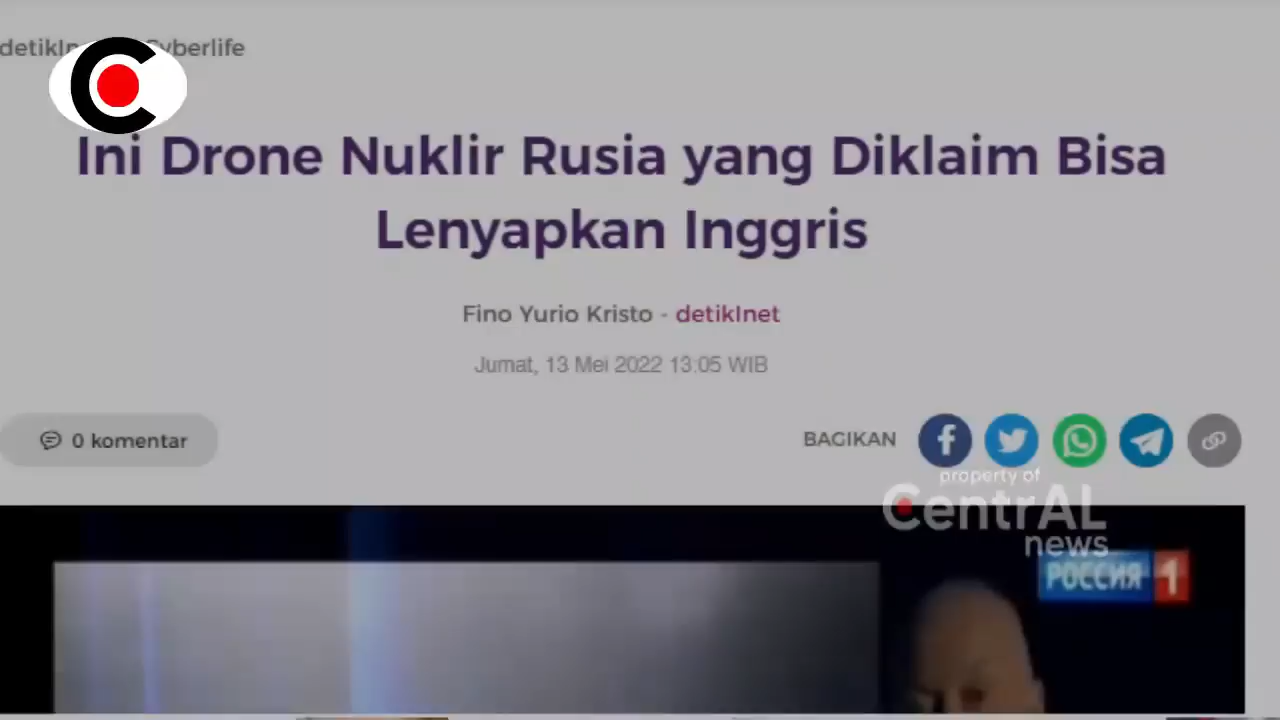 Cyberlife
Ini Drone Nuklir Rusia yang Diklaim Bisa
Lenyapkan Inggris
Fino Yurio Kristo - detikInet
Jumat, 13 Mei 2022 13:05 WIB
0 komentar
BAGIKAN
property of
CentrAL
news
РОССИЯ 1